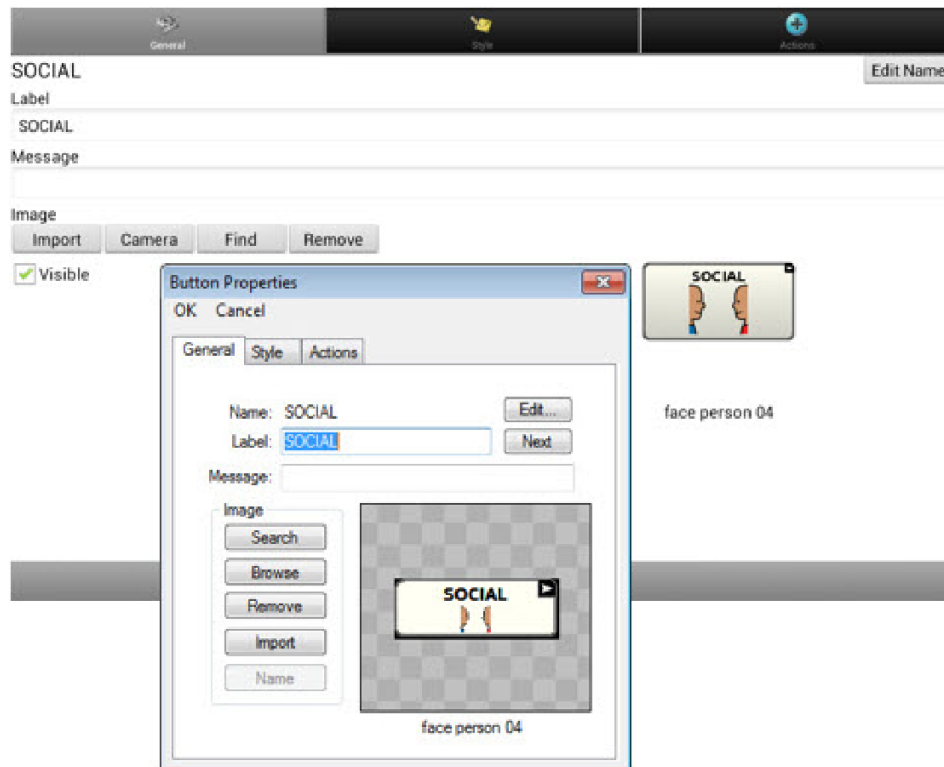 General Style Actions
SOCIAL Edit Name
Label
SOCIAL
Message
Image
Import Camera Find Remove
Visible
SOCIAL
face person 04
Button Properties
OK Cancel
General Style Actions
Name: SOCIAL Edit...
Label: SOCIAL Next
Message:
Image
Search
Browse
Remove
Import
Name
SOCIAL
face person 04